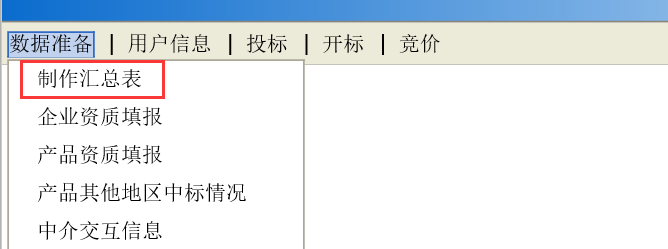 数据准备 | 用户信息 | 投标 | 开标 | 竞价
制作汇总表
企业资质填报
产品资质填报
产品其他地区中标情况
中介交互信息